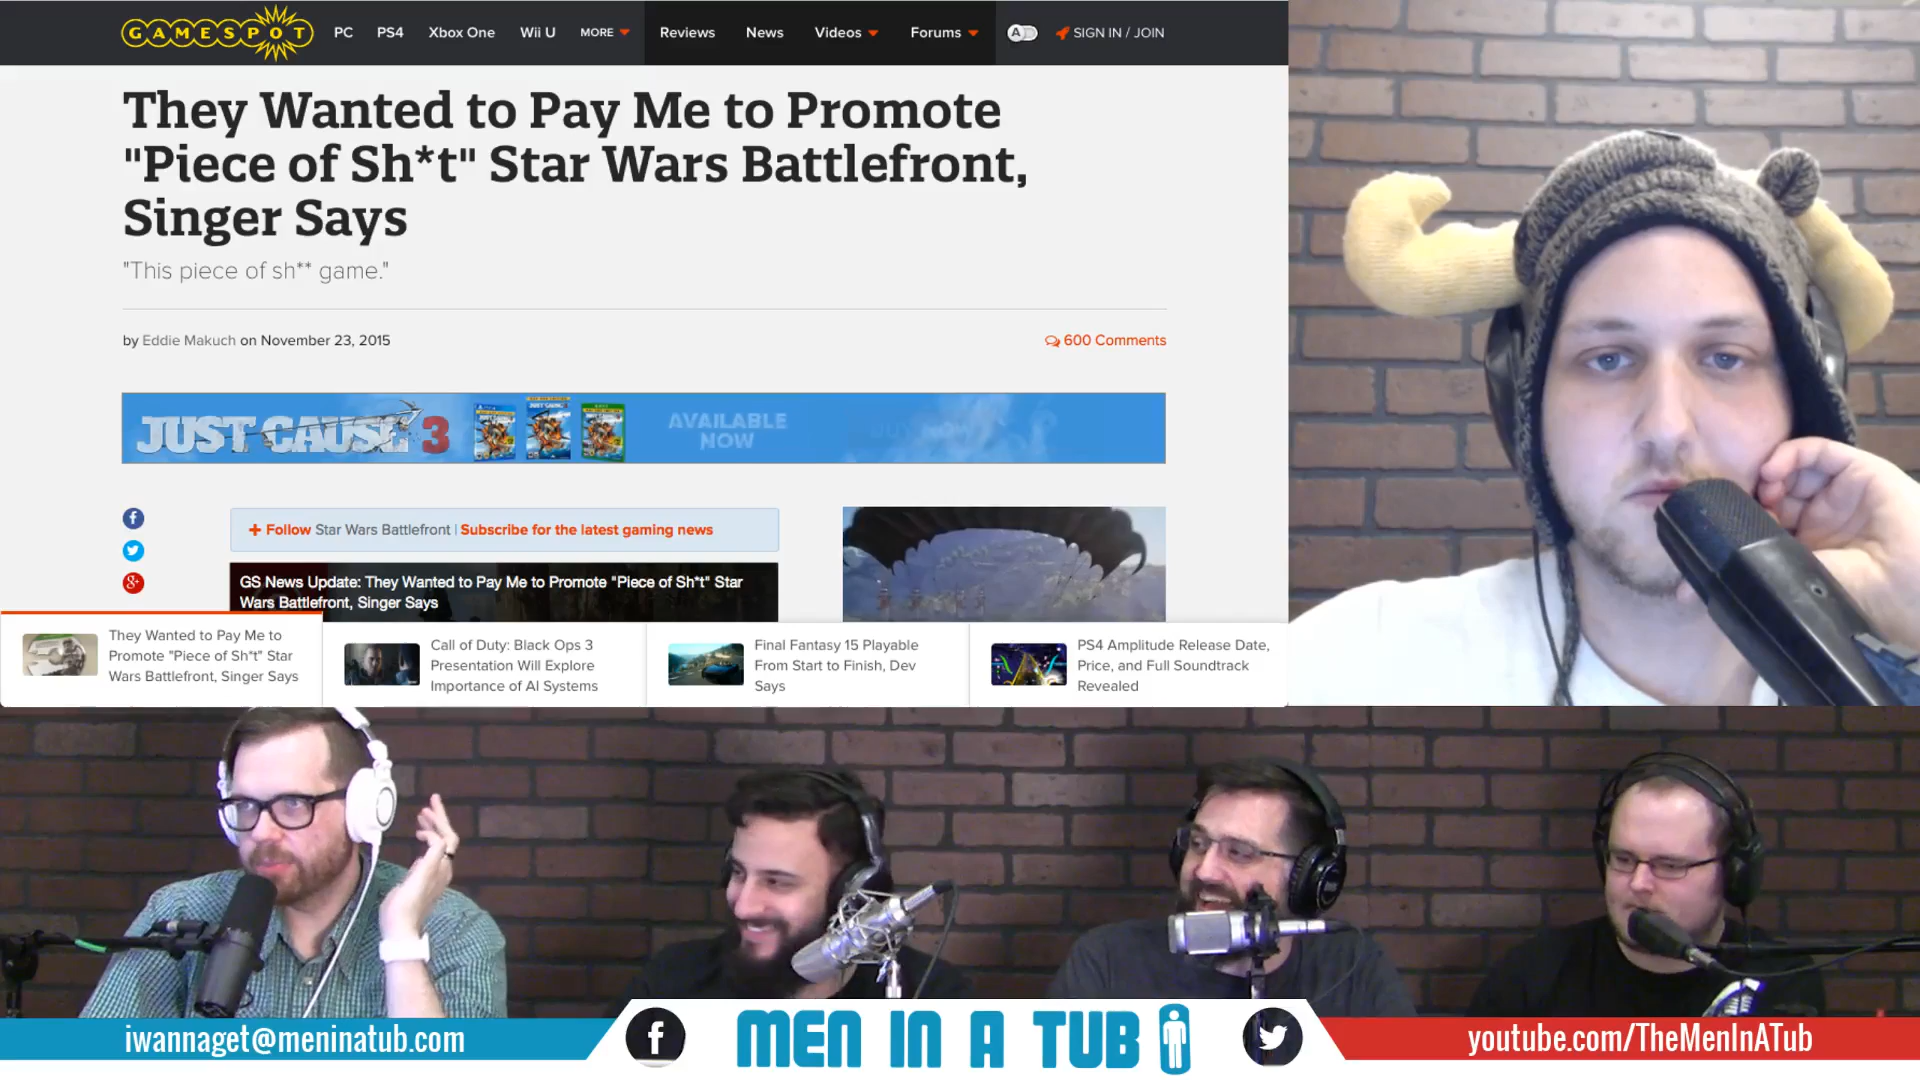 GAMESPOT
PC PS4 Xbox One Wii U MORE Reviews News Videos Forums A SIGN IN / JOIN
They Wanted to Pay Me to Promote
"Piece of Sh*t" Star Wars Battlefront,
Singer Says
"This piece of sh** game."
by Eddie Makuch on November 23, 2015
600 Comments
JUST CAUSE 3
AVAILABLE
NOW
+ Follow Star Wars Battlefront | Subscribe for the latest gaming news
GS News Update: They Wanted to Pay Me to Promote "Piece of Sh*t" Star
Wars Battlefront, Singer Says
They Wanted to Pay Me to
Promote "Piece of Sh*t" Star
Wars Battlefront, Singer Says
Call of Duty: Black Ops 3
Presentation Will Explore
Importance of AI Systems
Final Fantasy 15 Playable
From Start to Finish, Dev
Says
PS4 Amplitude Release Date,
Price, and Full Soundtrack
Revealed
iwannaget@meninatub.com
MEN IN A TUB
youtube.com/TheMenInATub